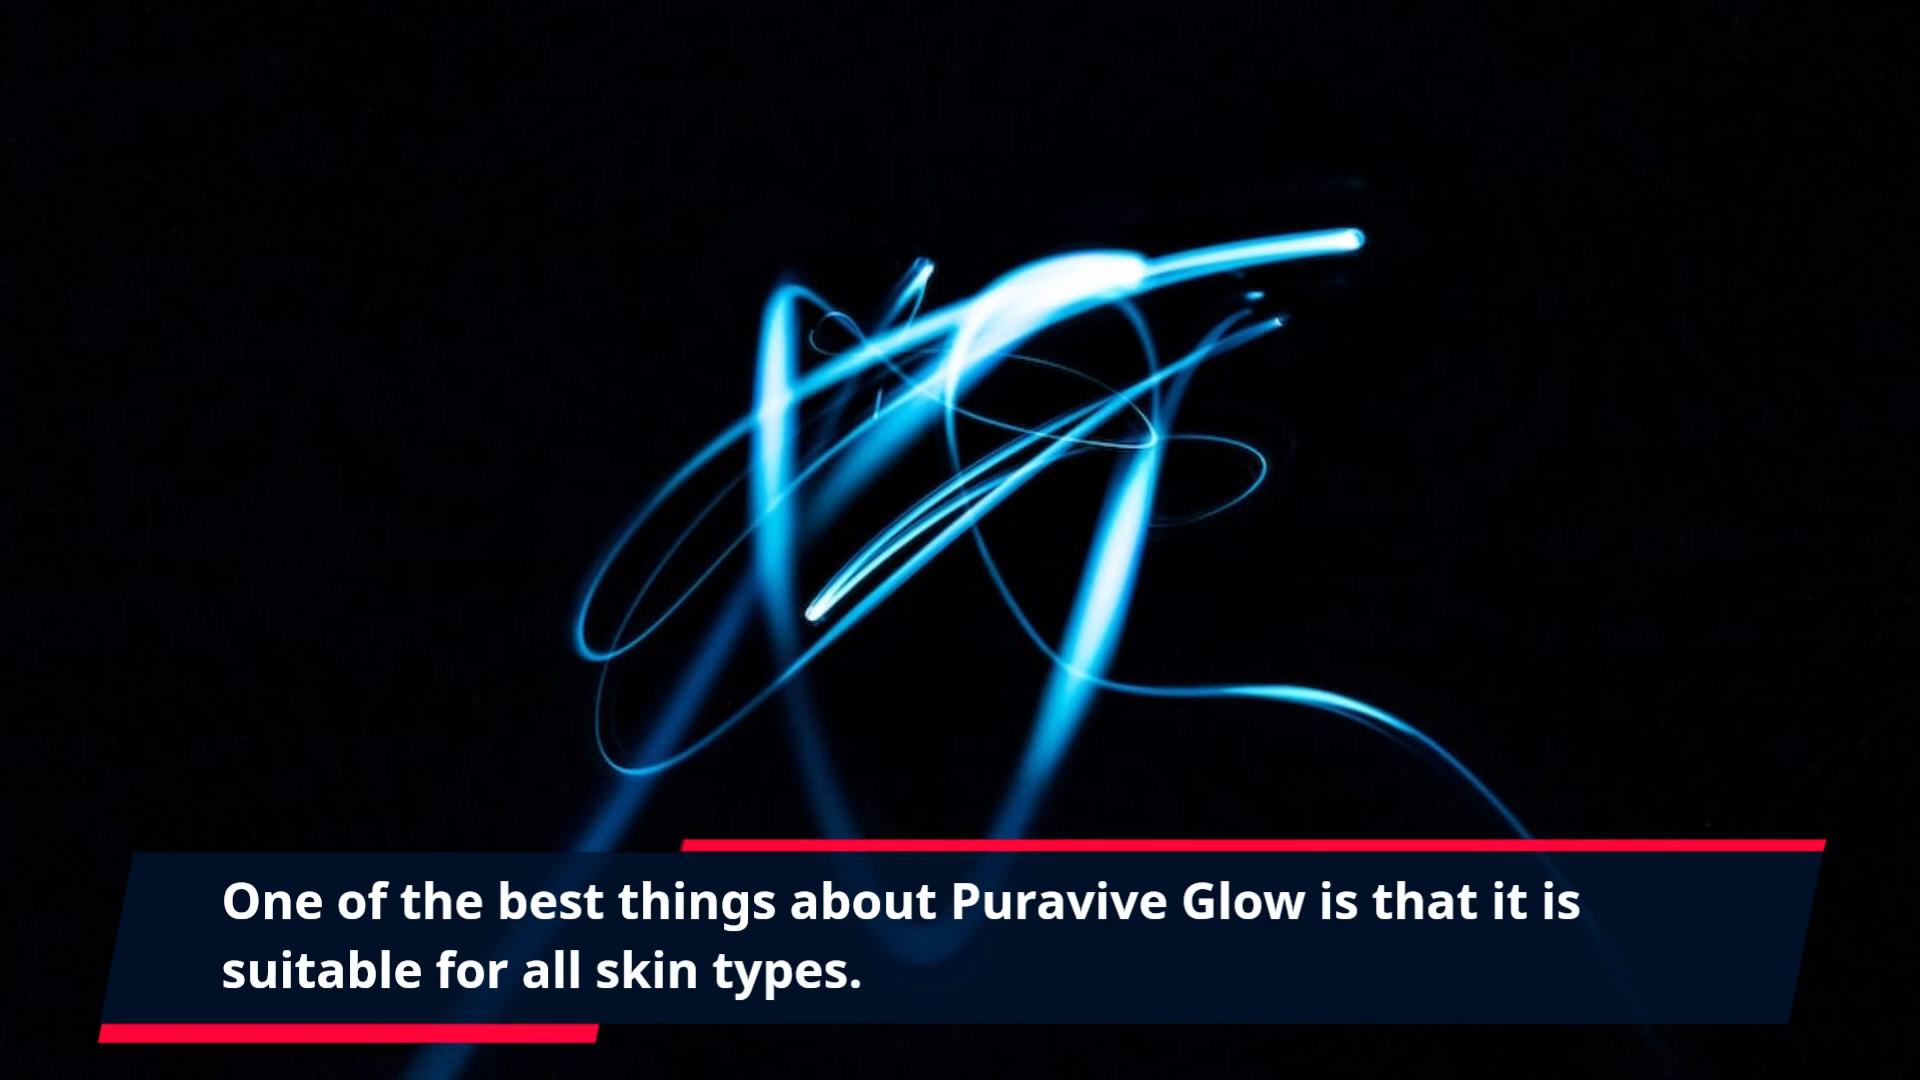 One of the best things about Puravive Glow is that it is
suitable for all skin types.